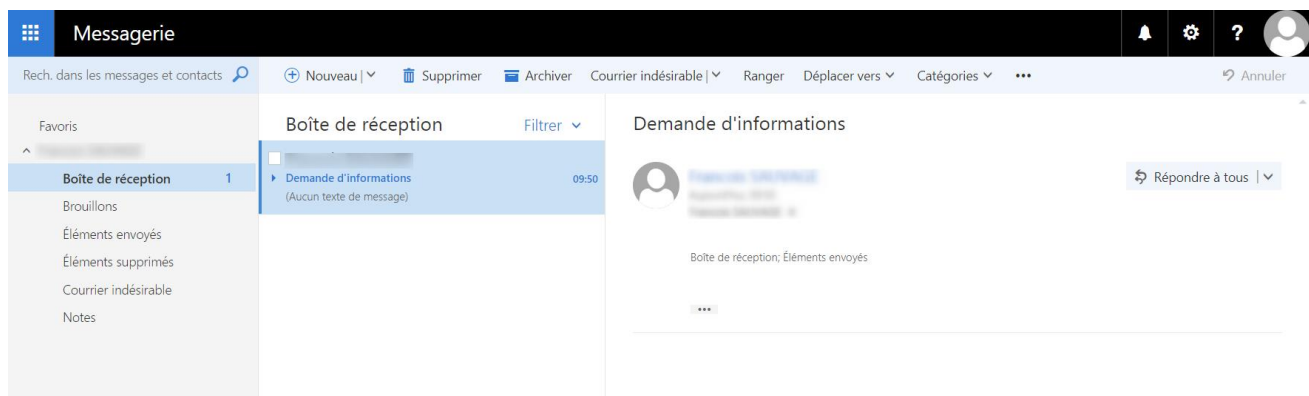 Messagerie
?
Rech. dans les messages et contacts
Nouveau | Supprimer Archiver Courrier indésirable | Ranger Déplacer vers Catégories ••• Annuler
Favoris
Boîte de réception 1
Brouillons
Éléments envoyés
Éléments supprimés
Courrier indésirable
Notes
Boîte de réception Filtrer
Demande d'informations 09:50
(Aucun texte de message)
Demande d'informations
Répondre à tous |
Boîte de réception; Éléments envoyés
•••